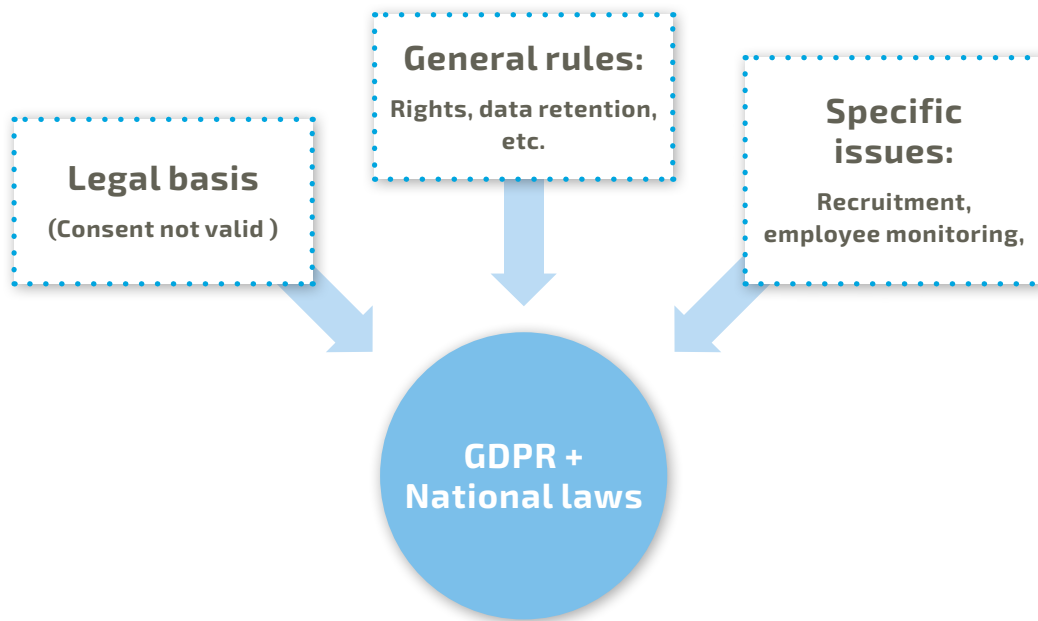 Legal basis
(Consent not valid )
General rules:
Rights, data retention,
etc.
Specific
issues:
Recruitment,
employee monitoring,
GDPR +
National laws